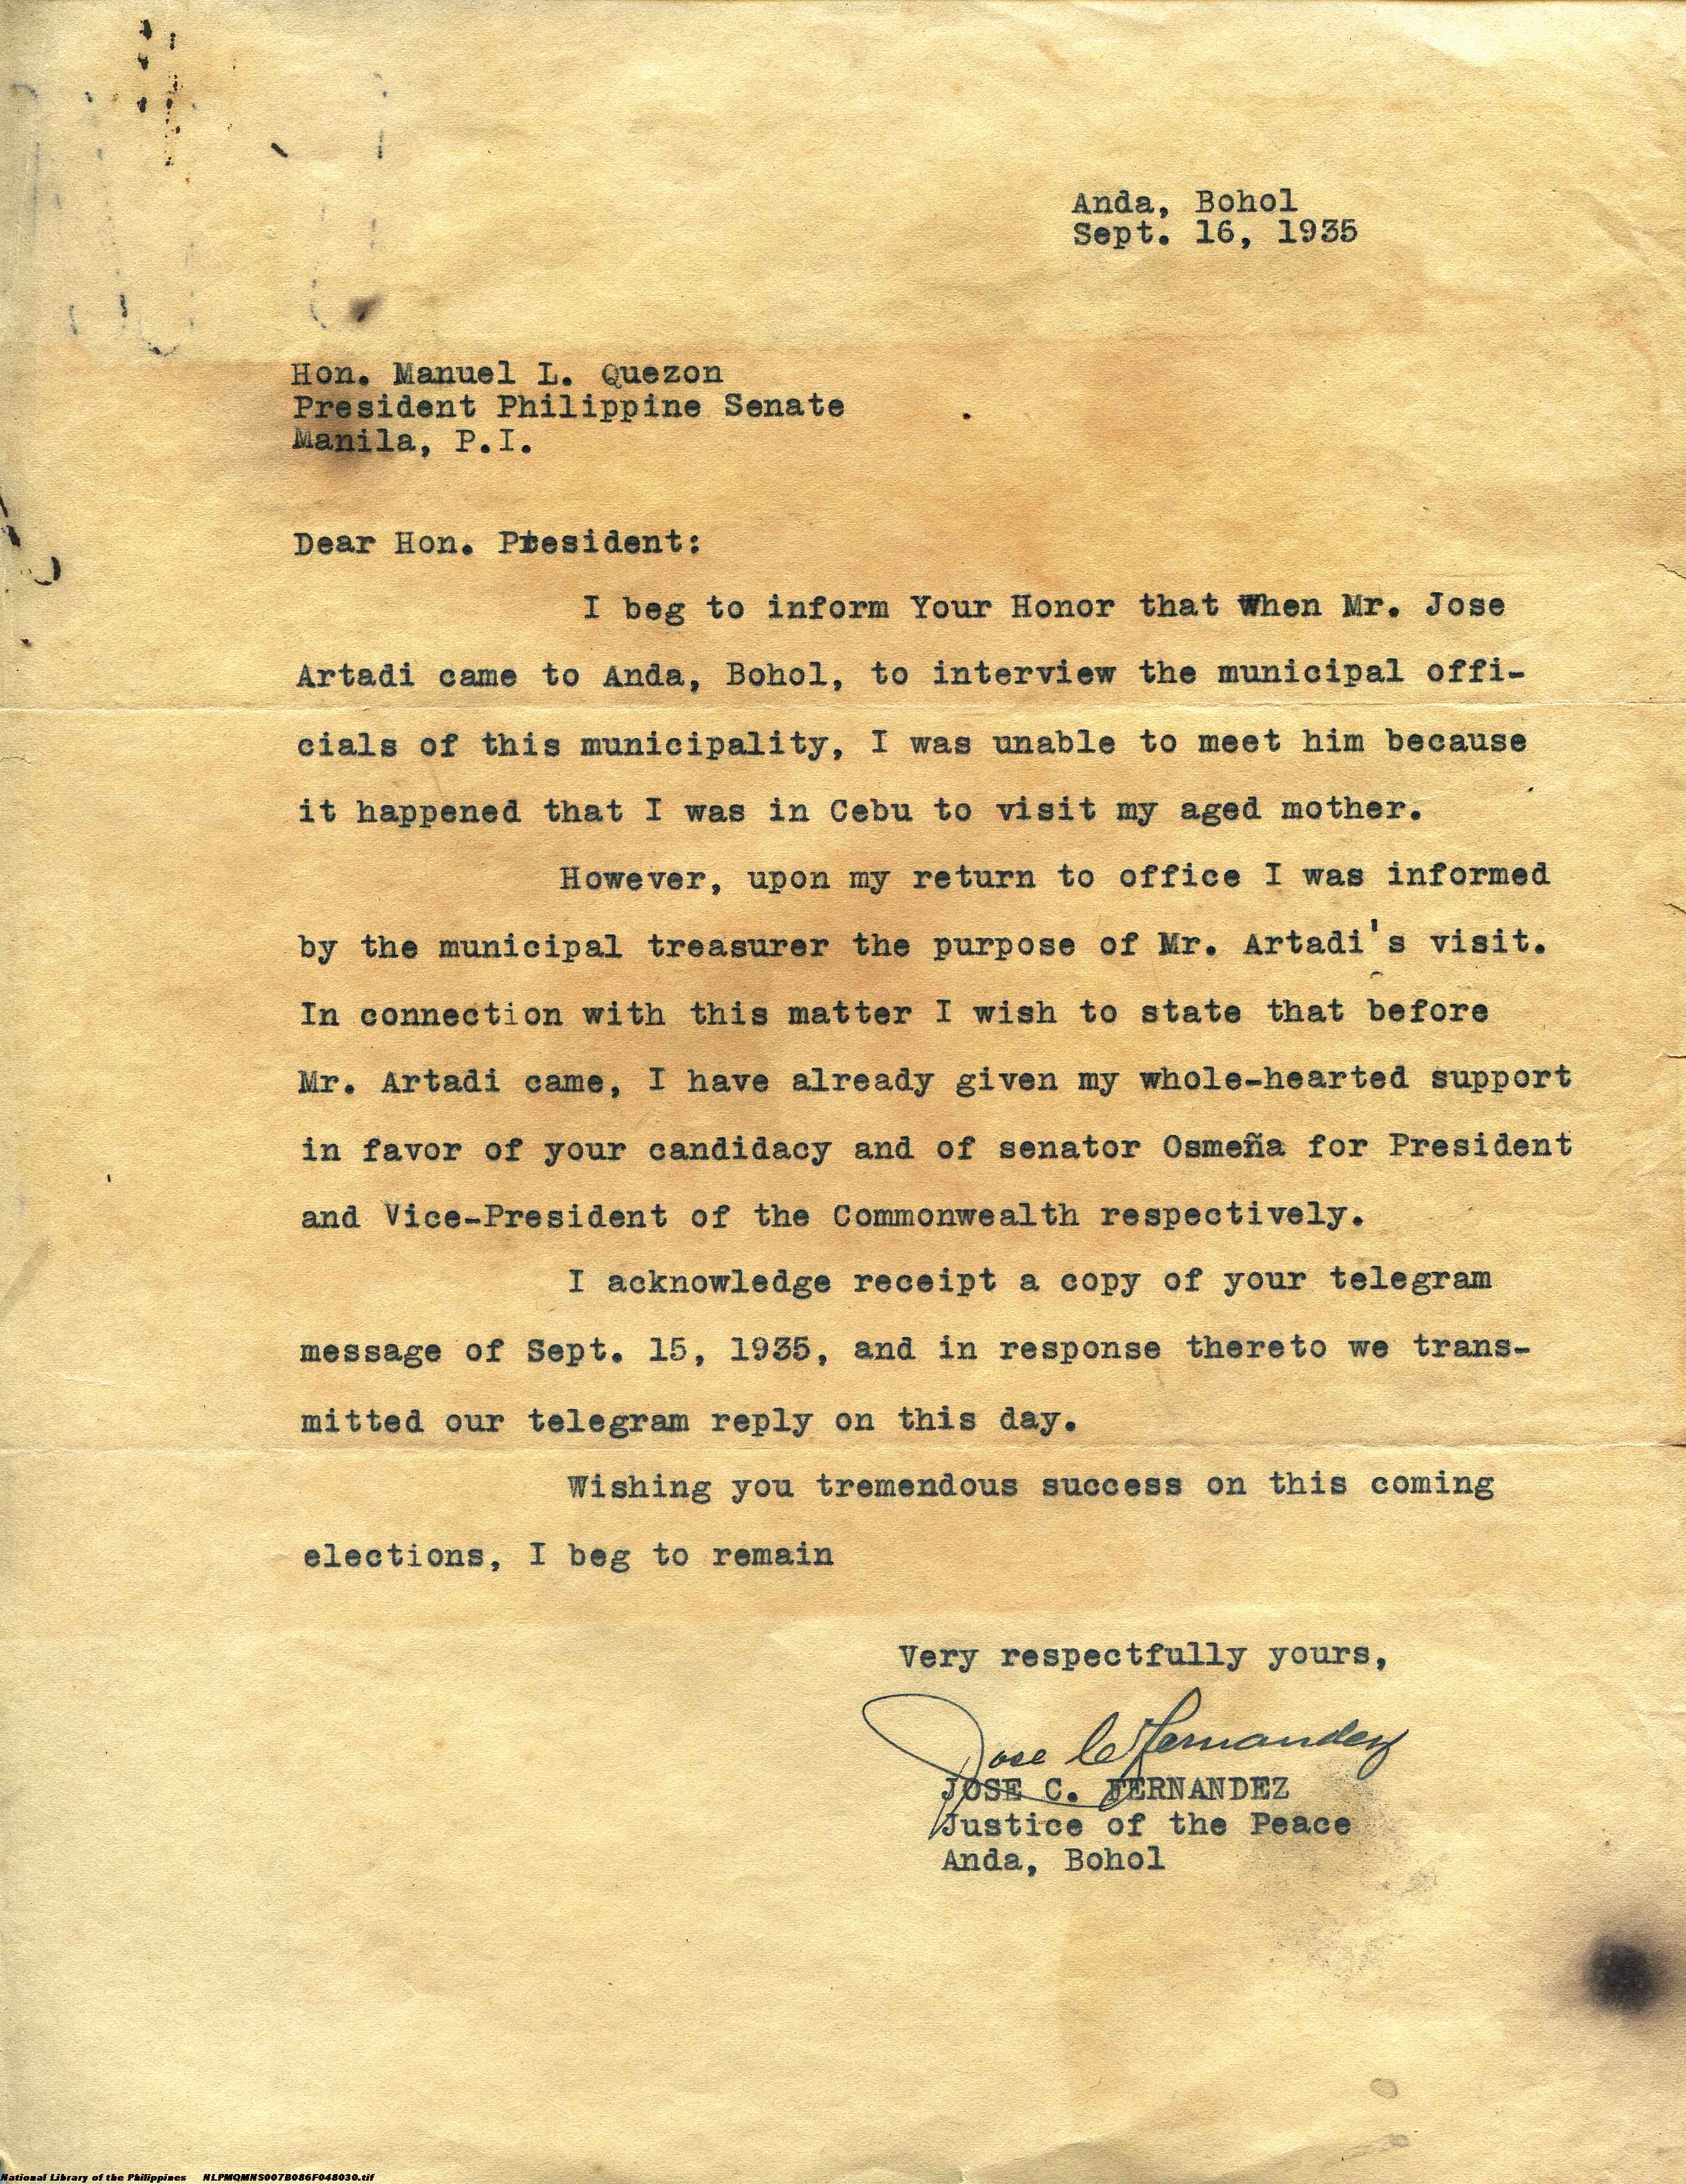 Anda, Bohol
Sept. 16, 1935
Hon. Manuel L. Quezon
President Philippine Senate
Manila, P.I.
Dear Hon. President:
I beg to inform Your Honor that When Mr. Jose
Artadi came to Anda, Bohol, to interview the municipal offi-
cials of this municipality, I was unable to meet him because
it happened that I was in Cebu to visit my aged mother.
However, upon my return to office I was informed
by the municipal treasurer the purpose of Mr. Artadi's visit.
In connection with this matter I wish to state that before
Mr. Artadi came, I have already given my whole-hearted support
in favor of your candidacy and of senator Osmeña for President
and Vice-President of the Commonwealth respectively.
I acknowledge receipt a copy of your telegram
message of Sept. 15, 1935, and in response thereto we trans-
mitted our telegram reply on this day.
Wishing you tremendous success on this coming
elections, I beg to remain
Very respectfully yours,
Jose C Fernandez
JOSE C. FERNANDEZ
Justice of the Peace
Anda, Bohol
National Library of the Philippines NLPMQMNS007B086F048030.tif